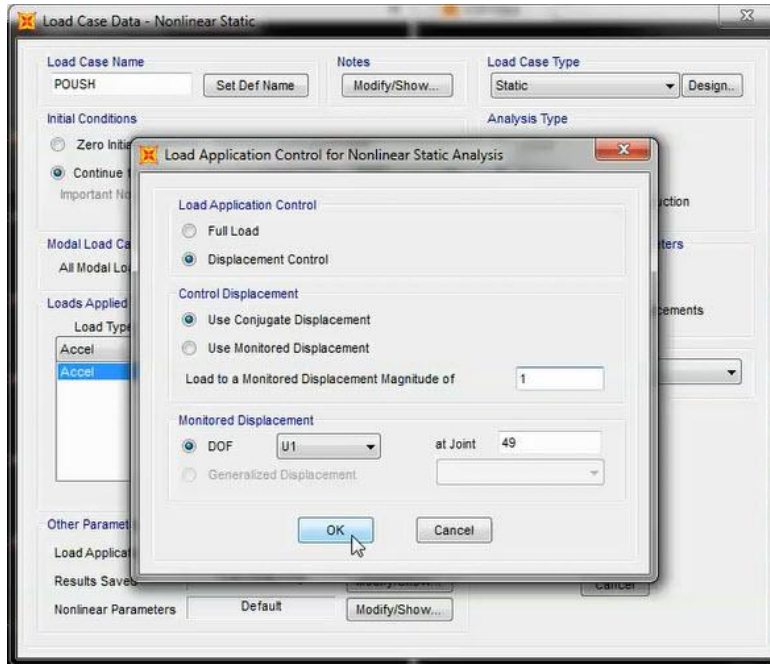 Load Case Data - Nonlinear Static
Load Case Name
Notes
Load Case Type
POUSH
Set Def Name
Modify/Show...
Static
Design..
Initial Conditions
Analysis Type
Zero Initia
Continue
Important No
uction
Load Application Control for Nonlinear Static Analysis
Load Application Control
Full Load
Displacement Control
Modal Load Ca
All Modal Lo
Control Displacement
Use Conjugate Displacement
Use Monitored Displacement
Load to a Monitored Displacement Magnitude of 1
Loads Applied
Load Type
Accel
Accel
Monitored Displacement
DOF U1 at Joint 49
Generalized Displacement
OK
Cancel
Other Paramet
Load Applicat
Results Saved
Cancel
Nonlinear Parameters
Default
Modify/Show...